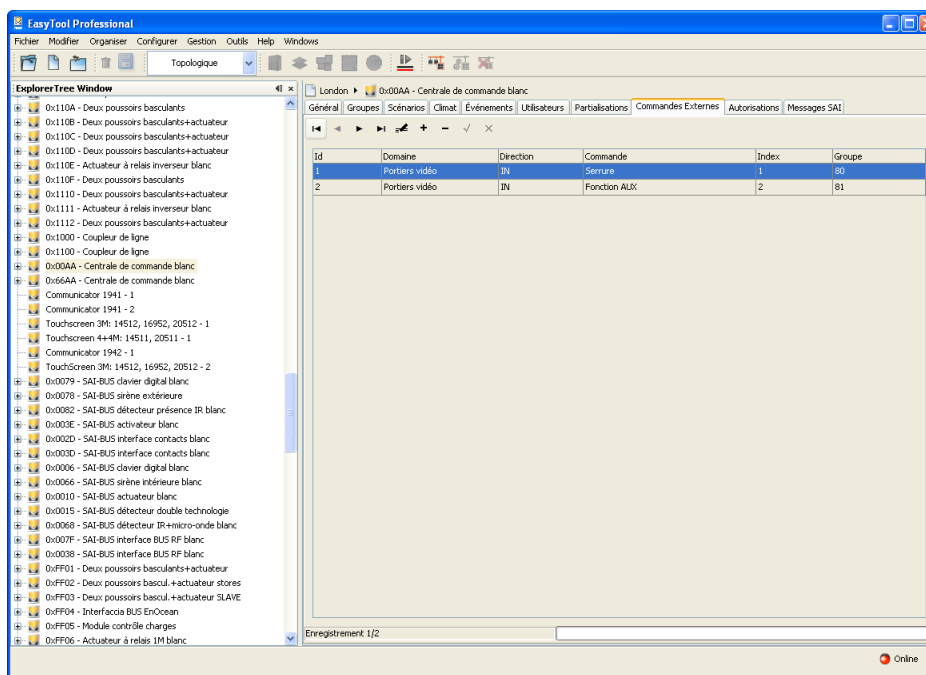 EasyTool Professional
Fichier Modifier Organiser Configurer Gestion Outils Help Windows
Topologique
ExplorerTree Window
0x110A - Deux poussoirs basculants
0x110B - Deux poussoirs basculants+actuateur
0x110C - Deux poussoirs basculants+actuateur
0x110D - Deux poussoirs basculants+actuateur
0x110E - Actuateur à relais inverseur blanc
0x110F - Deux poussoirs basculants
0x1110 - Deux poussoirs basculants+actuateur
0x1111 - Actuateur à relais inverseur blanc
0x1112 - Deux poussoirs basculants+actuateur
0x1000 - Coupleur de ligne
0x1100 - Coupleur de ligne
0x00AA - Centrale de commande blanc
0x66AA - Centrale de commande blanc
Communicator 1941 - 1
Communicator 1941 - 2
Touchscreen 3M: 14512, 16952, 20512 - 1
Touchscreen 4+4M: 14511, 20511 - 1
Communicator 1942 - 1
TouchScreen 3M: 14512, 16952, 20512 - 2
0x0079 - SAI-BUS clavier digital blanc
0x0078 - SAI-BUS sirène extérieure
0x0082 - SAI-BUS détecteur présence IR blanc
0x003E - SAI-BUS activateur blanc
0x002D - SAI-BUS interface contacts blanc
0x003D - SAI-BUS interface contacts blanc
0x0006 - SAI-BUS clavier digital blanc
0x0066 - SAI-BUS sirène intérieure blanc
0x0010 - SAI-BUS actuateur blanc
0x0015 - SAI-BUS détecteur double technologie
0x0068 - SAI-BUS détecteur IR+micro-onde blanc
0x007F - SAI-BUS interface BUS RF blanc
0x0038 - SAI-BUS interface BUS RF blanc
0xFF01 - Deux poussoirs basculants+actuateur
0xFF02 - Deux poussoirs bascul.+actuateur stores
0xFF03 - Deux poussoirs bascul.+actuateur SLAVE
0xFF04 - Interfaccia BUS EnOcean
0xFF05 - Module contrôle charges
0xFF06 - Actuateur à relais 1M blanc
London 0x00AA - Centrale de commande blanc
Général Groupes Scénarios Climat Événements Utilisateurs Partialisations Commandes Externes Autorisations Messages SAI
Id Domaine Direction Commande Index Groupe
1 Portiers vidéo IN Serrure 1 80
2 Portiers vidéo IN Fonction AUX 2 81
Enregistrement 1/2
Online